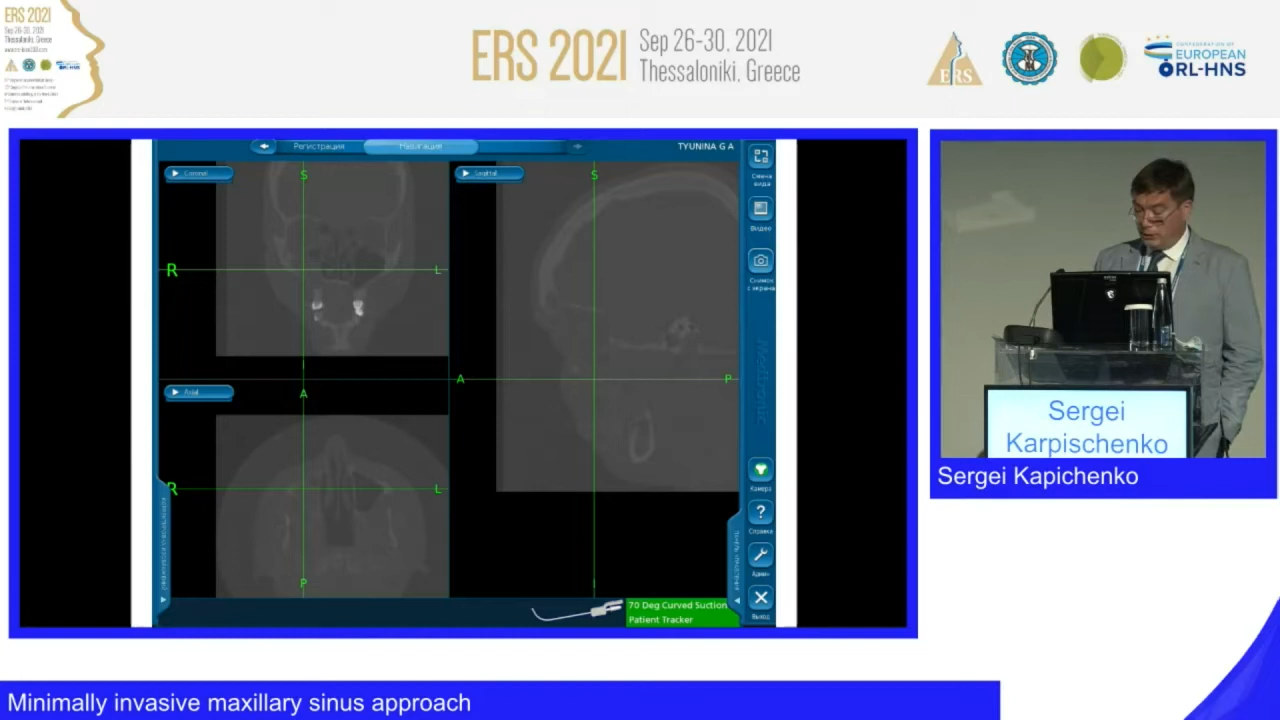 ERS 2021
Sep 26-30, 2021
Thessaloniki, Greece
ERS 2021
Sep 26-30, 2021
Thessaloniki, Greece
ERS
CONFEDERATION OF
EUROPEAN
ORL-HNS
Регистрация
Навигация
TYUNINA G A
Coronal
S
R
L
Sagittal
S
A
P
Axial
A
R
L
P
Смена
вида
Видео
Снимок
с экрана
Medtronic
Камера
?
Справка
Админ
Выход
70 Deg Curved Suction
Patient Tracker
Sergei
Karpischenko
Sergei Kapichenko
Minimally invasive maxillary sinus approach